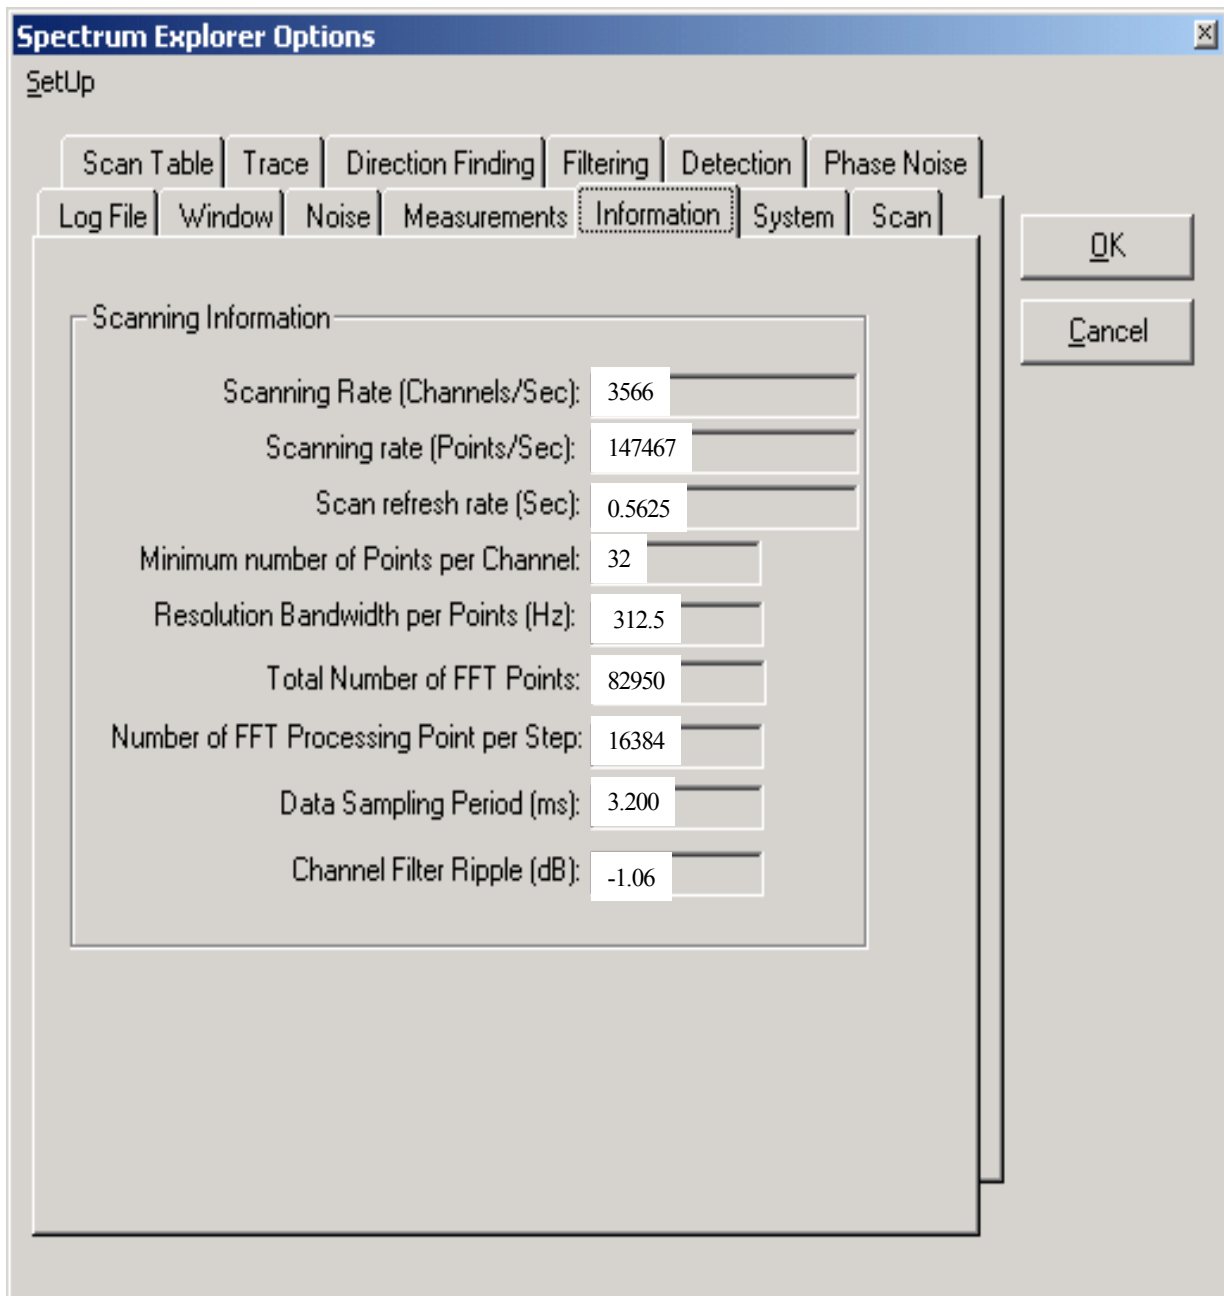 Spectrum Explorer Options
SetUp
Scan Table Trace Direction Finding Filtering Detection Phase Noise
Log File Window Noise Measurements Information System Scan
OK
Cancel
Scanning Information
Scanning Rate (Channels/Sec): 3566
Scanning rate (Points/Sec): 147467
Scan refresh rate (Sec): 0.5625
Minimum number of Points per Channel: 32
Resolution Bandwidth per Points (Hz): 312.5
Total Number of FFT Points: 82950
Number of FFT Processing Point per Step: 16384
Data Sampling Period (ms): 3.200
Channel Filter Ripple (dB): -1.06